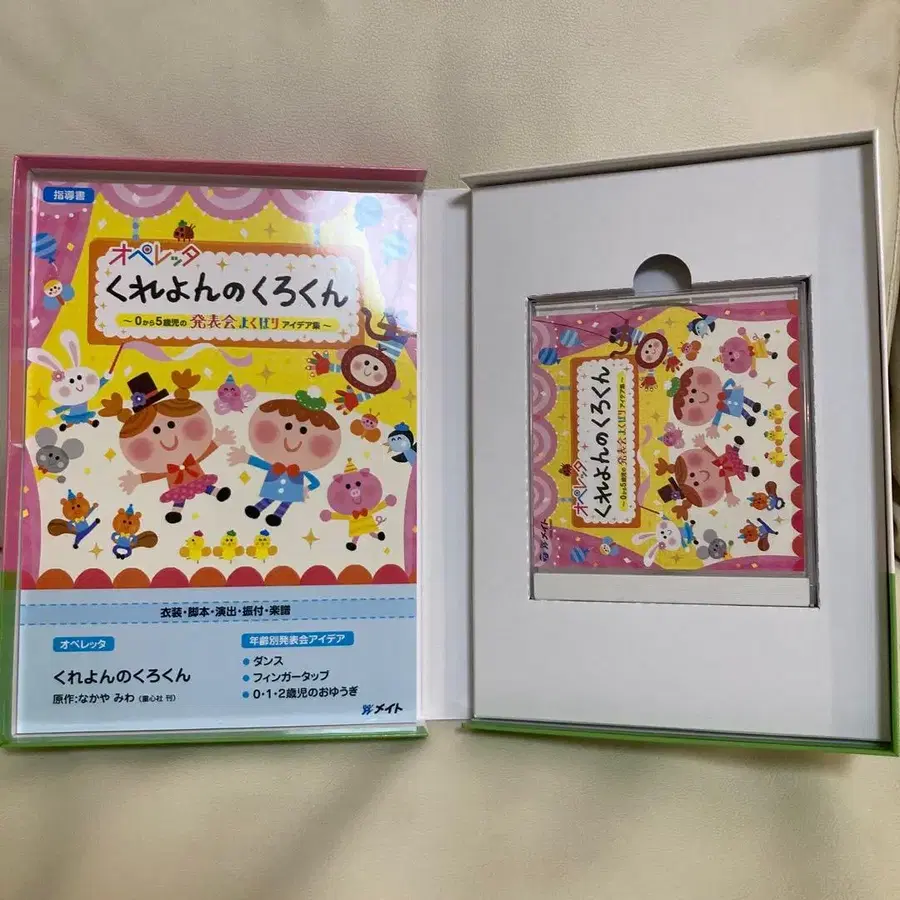 指導書
オペレッタ
くれよんのくろくん
～0から5歳児の 発表会 よくばり アイデア集～
衣装・脚本・演出・振付・楽譜
オペレッタ
くれよんのくろくん
原作:なかや みわ（童心社 刊）
年齢別発表会アイデア
● ダンス
● フィンガータップ
● 0・1・2歳児のおゆうぎ
メイト
オペレッタ
くれよんのくろくん
～0から5歳児の 発表会 よくばり アイデア集～
メイト